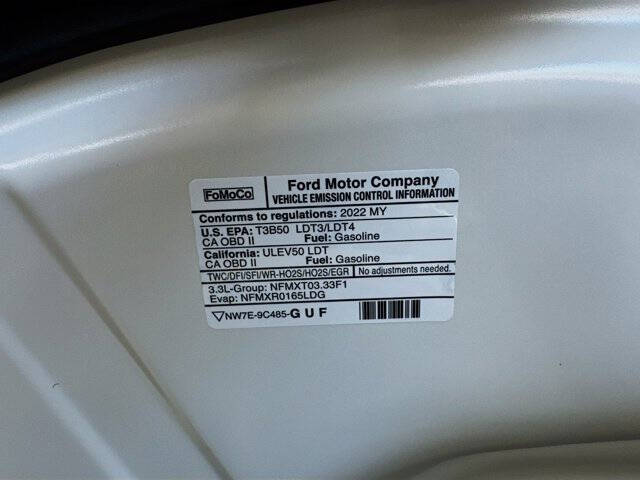 FoMoCo
Ford Motor Company
VEHICLE EMISSION CONTROL INFORMATION
Conforms to regulations: 2022 MY
U.S. EPA: T3B50 LDT3/LDT4
CA OBD II Fuel: Gasoline
California: ULEV50 LDT
CA OBD II Fuel: Gasoline
TWC/DFI/SFI/WR-HO2S/HO2S/EGR No adjustments needed.
3.3L-Group: NFMXT03.33F1
Evap: NFMXR0165LDG
NW7E-9C485-GUF